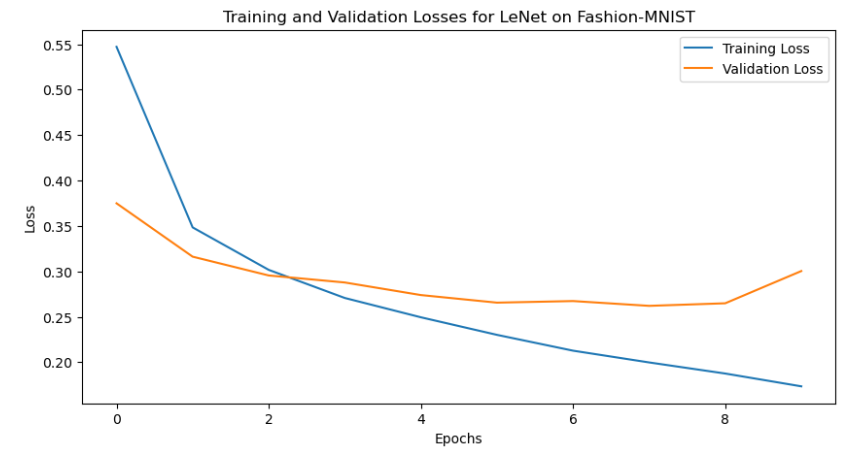 Training and Validation Losses for LeNet on Fashion-MNIST
Training Loss
Validation Loss
0.55
0.50
0.45
0.40
0.35
0.30
0.25
0.20
Loss
0 2 4 6 8
Epochs